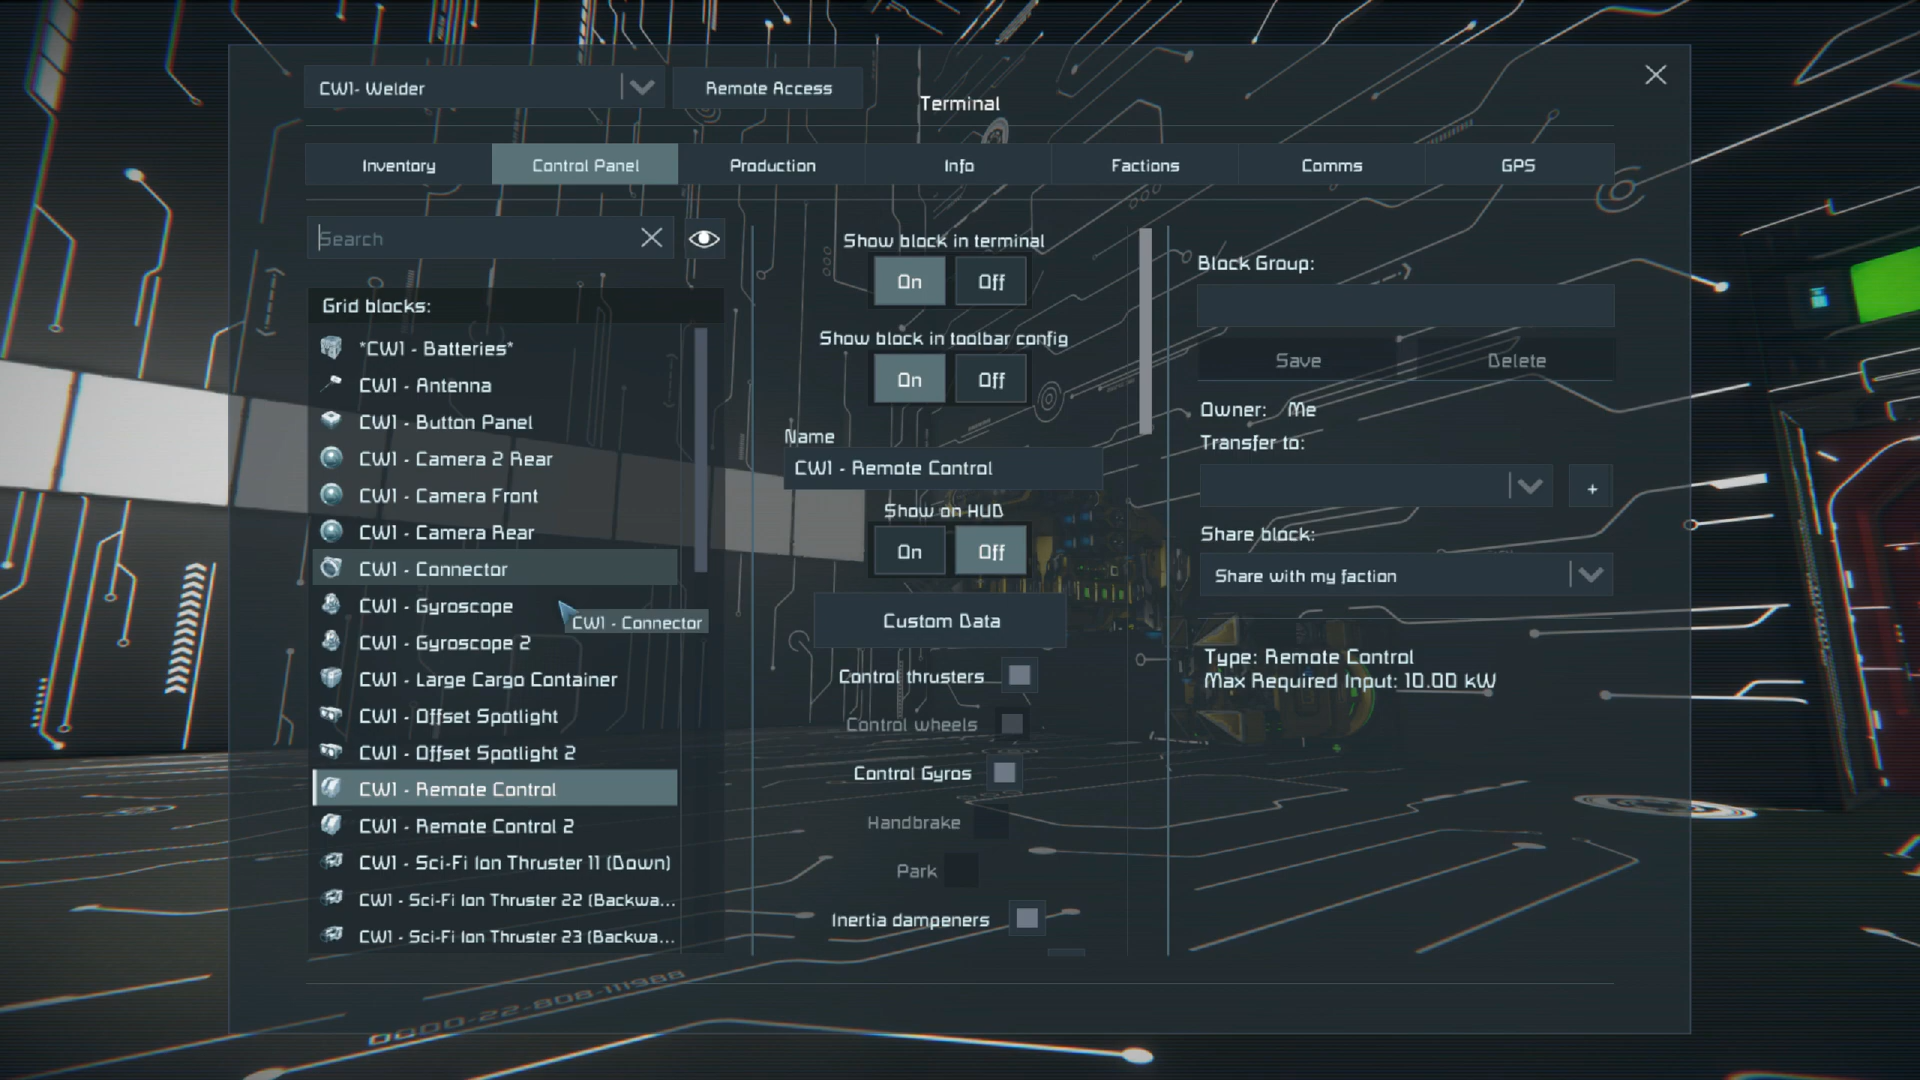 CW1- Welder
Remote Access
Terminal
Inventory
Control Panel
Production
Info
Factions
Comms
GPS
Search
Grid blocks:
*CW1 - Batteries*
CW1 - Antenna
CW1 - Button Panel
CW1 - Camera 2 Rear
CW1 - Camera Front
CW1 - Camera Rear
CW1 - Connector
CW1 - Gyroscope
CW1 - Connector
CW1 - Gyroscope 2
CW1 - Large Cargo Container
CW1 - Offset Spotlight
CW1 - Offset Spotlight 2
CW1 - Remote Control
CW1 - Remote Control 2
CW1 - Sci-Fi Ion Thruster 11 (Down)
CW1 - Sci-Fi Ion Thruster 22 (Backwa...
CW1 - Sci-Fi Ion Thruster 23 (Backwa...
Show block in terminal
On
Off
Show block in toolbar config
On
Off
Name
CW1 - Remote Control
Show on HUD
On
Off
Custom Data
Control thrusters
Control wheels
Control Gyros
Handbrake
Park
Inertia dampeners
Block Group:
Save
Delete
Owner: Me
Transfer to:
+
Share block:
Share with my faction
Type: Remote Control
Max Required Input: 10.00 kW
0000-22-808-111988